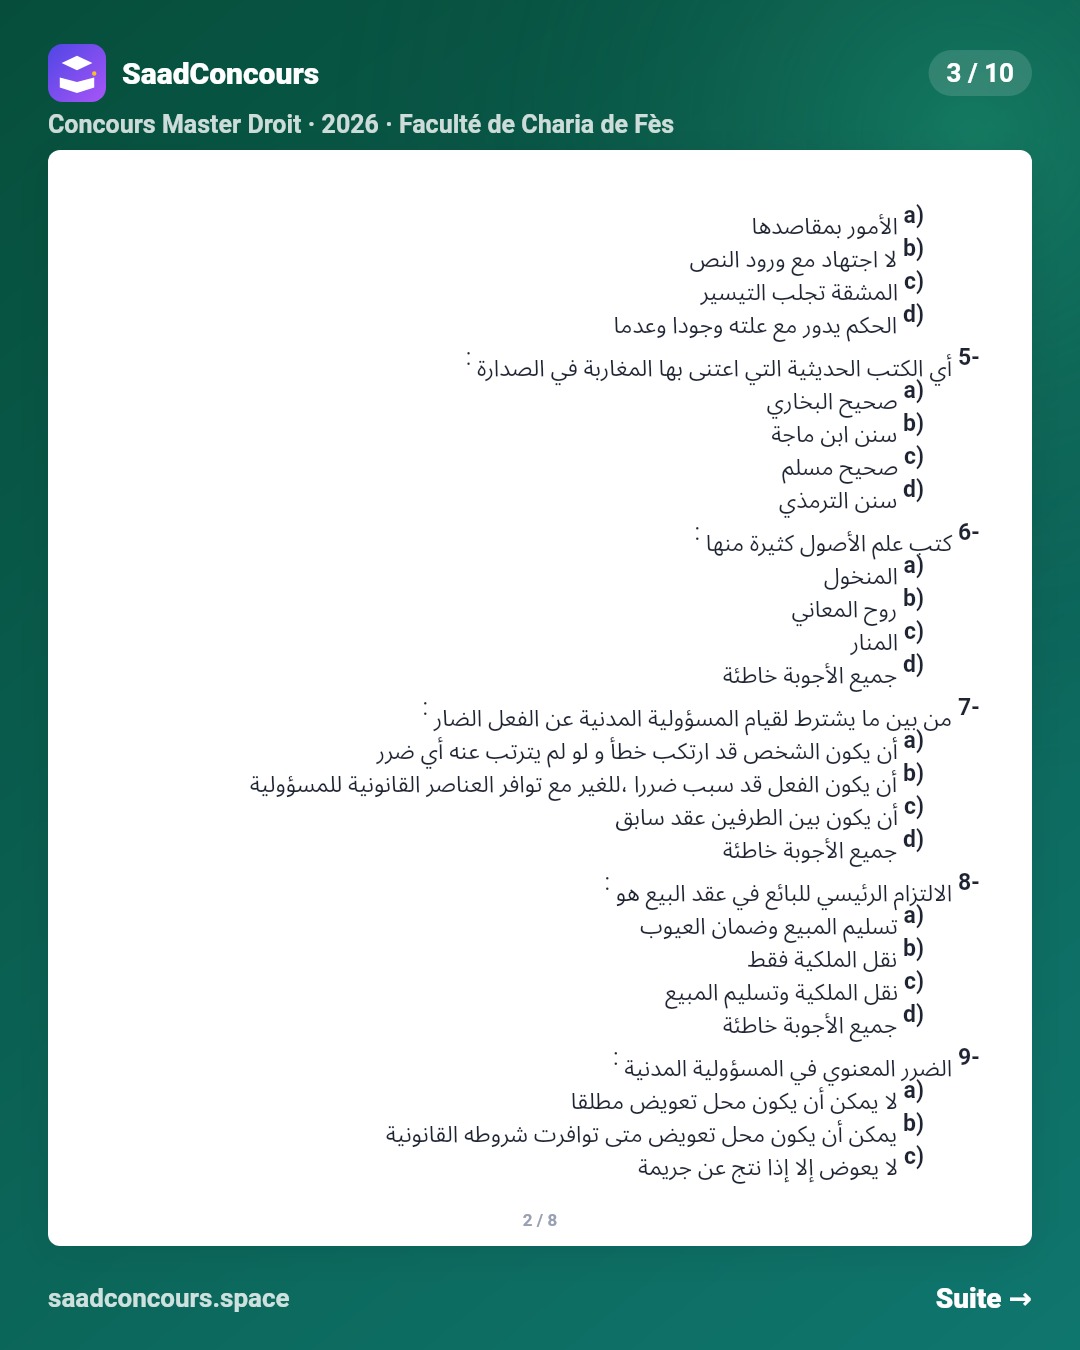 SaadConcours
3 / 10
Concours Master Droit · 2026 · Faculté de Charia de Fès
a) الأمور بمقاصدها
b) لا اجتهاد مع ورود النص
c) المشقة تجلب التيسير
d) الحكم يدور مع علته وجودا وعدما
5- أي الكتب الحديثية التي اعتنى بها المغاربة في الصدارة :
a) صحيح البخاري
b) سنن ابن ماجة
c) صحيح مسلم
d) سنن الترمذي
6- كتب علم الأصول كثيرة منها :
a) المنخول
b) روح المعاني
c) المنار
d) جميع الأجوبة خاطئة
7- من بين ما يشترط لقيام المسؤولية المدنية عن الفعل الضار :
a) أن يكون الشخص قد ارتكب خطأ و لو لم يترتب عنه أي ضرر
b) أن يكون الفعل قد سبب ضررا ،للغير مع توافر العناصر القانونية للمسؤولية
c) أن يكون بين الطرفين عقد سابق
d) جميع الأجوبة خاطئة
8- الالتزام الرئيسي للبائع في عقد البيع هو :
a) تسليم المبيع وضمان العيوب
b) نقل الملكية فقط
c) نقل الملكية وتسليم المبيع
d) جميع الأجوبة خاطئة
9- الضرر المعنوي في المسؤولية المدنية :
a) لا يمكن أن يكون محل تعويض مطلقا
b) يمكن أن يكون محل تعويض متى توافرت شروطه القانونية
c) لا يعوض إلا إذا نتج عن جريمة
2 / 8
saadconcours.space
Suite →